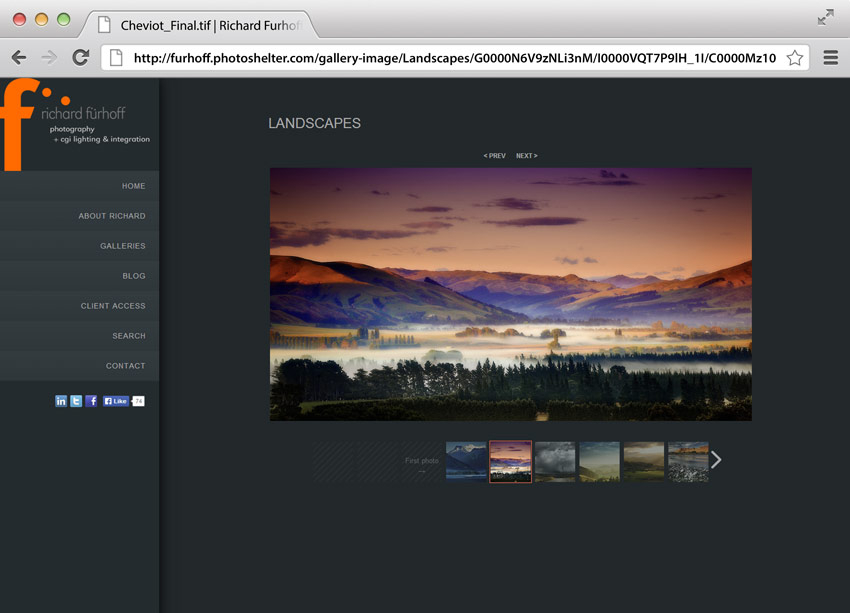 Cheviot_Final.tif | Richard Furhof
http://furhoff.photoshelter.com/gallery-image/Landscapes/G0000N6V9zNLi3nM/I0000VQT7P9lH_1I/C0000Mz10
f
richard fürhoff
photography
+ cgi lighting & integration
HOME
ABOUT RICHARD
GALLERIES
BLOG
CLIENT ACCESS
SEARCH
CONTACT
in t f f Like 74
LANDSCAPES
< PREV NEXT >
First photo